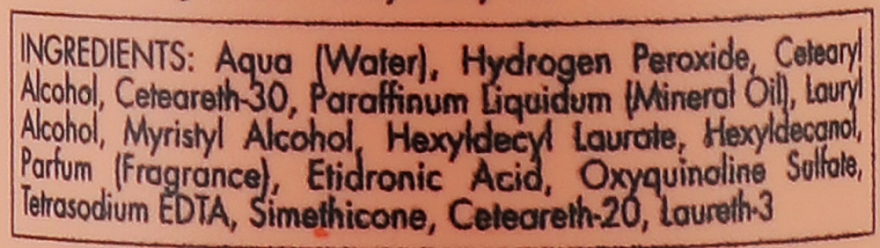 INGREDIENTS: Aqua (Water), Hydrogen Peroxide, Cetearyl
Alcohol, Ceteareth-30, Paraffinum Liquidum (Mineral Oil), Lauryl
Alcohol, Myristyl Alcohol, Hexyldecyl Laurate, Hexyldecanol,
Parfum (Fragrance), Etidronic Acid, Oxyquinoline Sulfate,
Tetrasodium EDTA, Simethicone, Ceteareth-20, Laureth-3